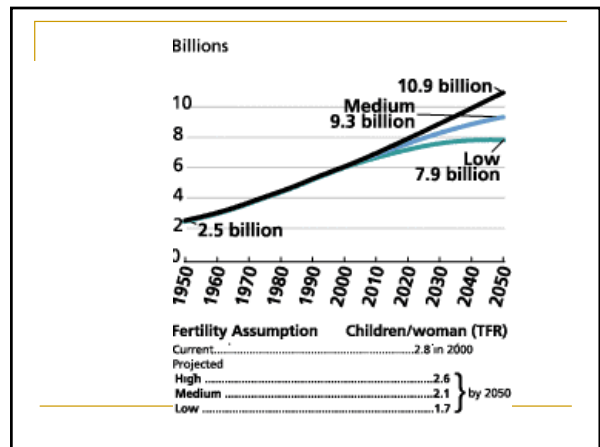 Billions
10.9 billion
10
Medium
9.3 billion
8
6
Low
7.9 billion
4
2
2.5 billion
0
1950 1960 1970 1980 1990 2000 2010 2020 2030 2040 2050
Fertility Assumption Children/woman (TFR)
Current..................................................2.8 in 2000
Projected
High ..................................................2.6
Medium ..............................................2.1 } by 2050
Low ...................................................1.7